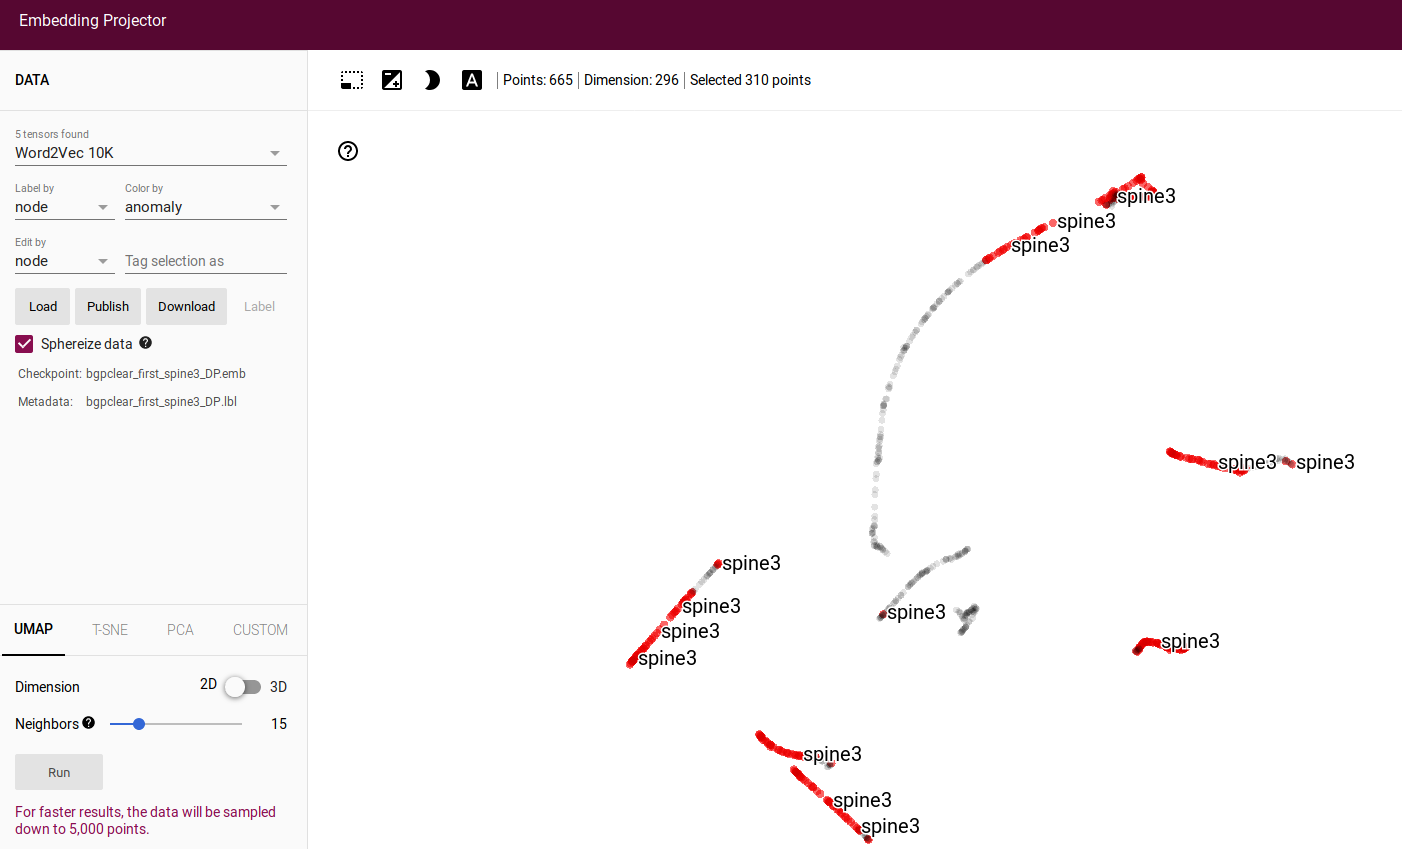 Embedding Projector
DATA
Points: 665 | Dimension: 296 | Selected 310 points
5 tensors found
Word2Vec 10K
Label by
Color by
node
anomaly
Edit by
node
Tag selection as
Load
Publish
Download
Label
Sphereize data
Checkpoint: bgpclear_first_spine3_DP.emb
Metadata: bgpclear_first_spine3_DP.lbl
UMAP
T-SNE
PCA
CUSTOM
Dimension
2D
3D
Neighbors
15
Run
For faster results, the data will be sampled
down to 5,000 points.
spine3
spine3
spine3
spine3
spine3
spine3
spine3
spine3
spine3
spine3
spine3
spine3
spine3
spine3